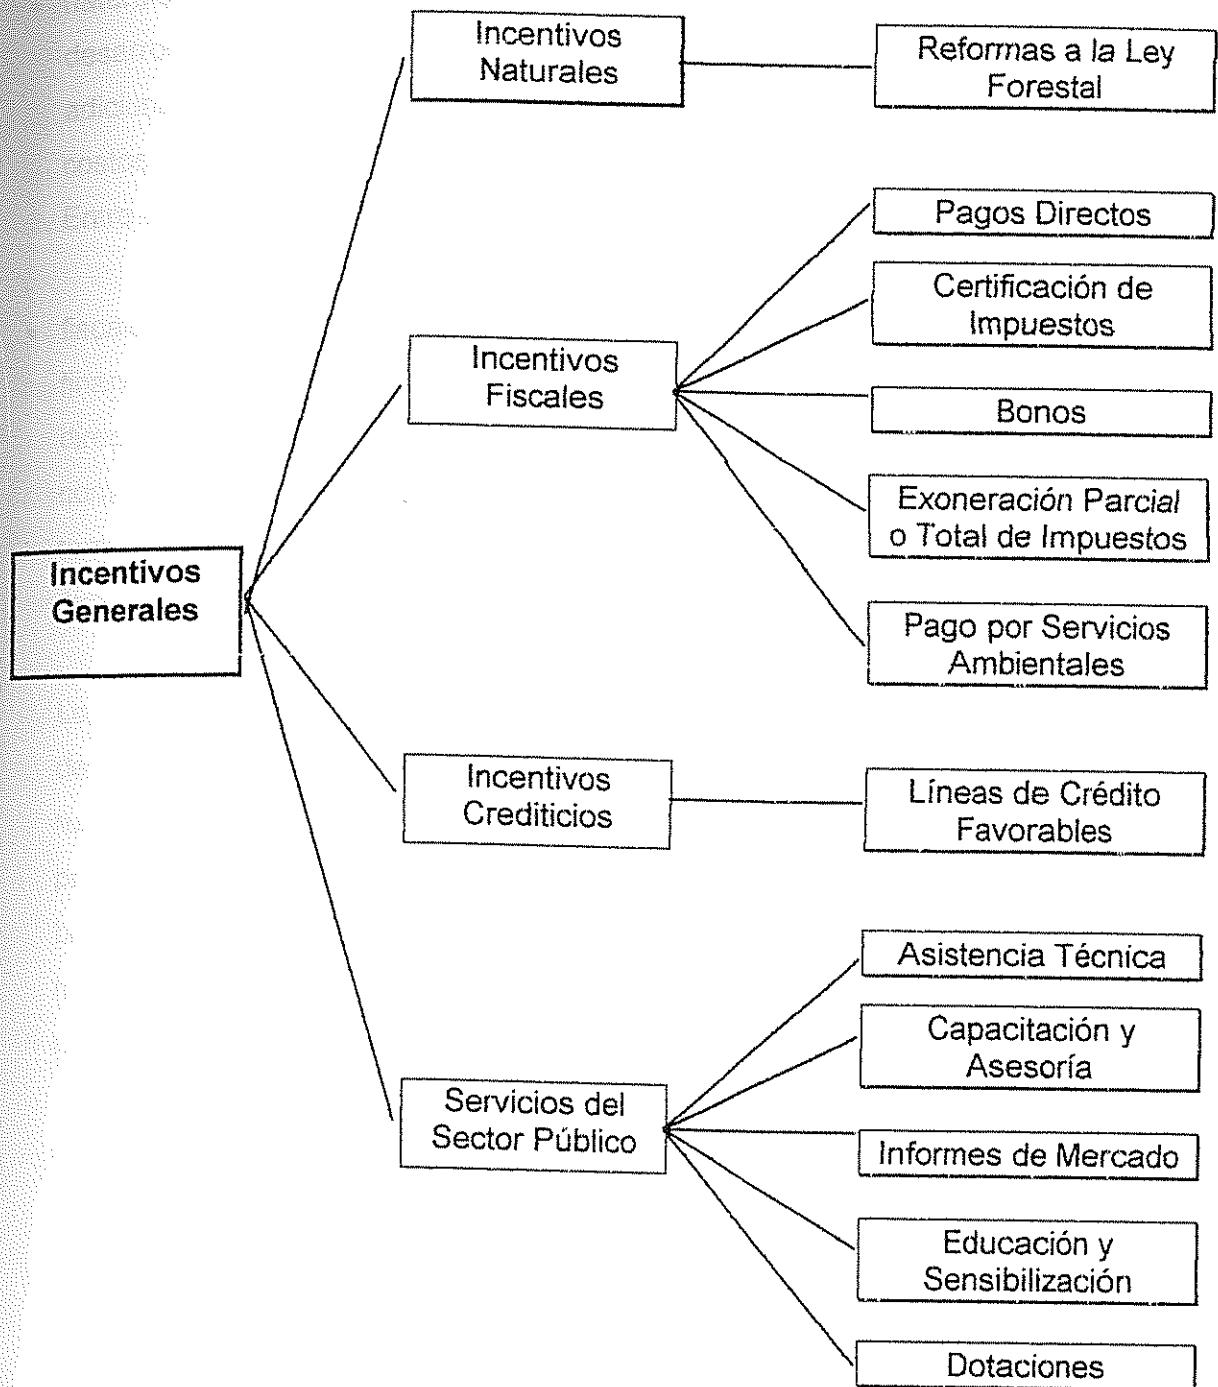 Incentivos
Naturales
Reformas a la Ley
Forestal
Pagos Directos
Certificación de
Impuestos
Incentivos
Fiscales
Bonos
Exoneración Parcial
o Total de Impuestos
Incentivos
Generales
Pago por Servicios
Ambientales
Incentivos
Crediticios
Líneas de Crédito
Favorables
Asistencia Técnica
Capacitación y
Asesoría
Servicios del
Sector Público
Informes de Mercado
Educación y
Sensibilización
Dotaciones